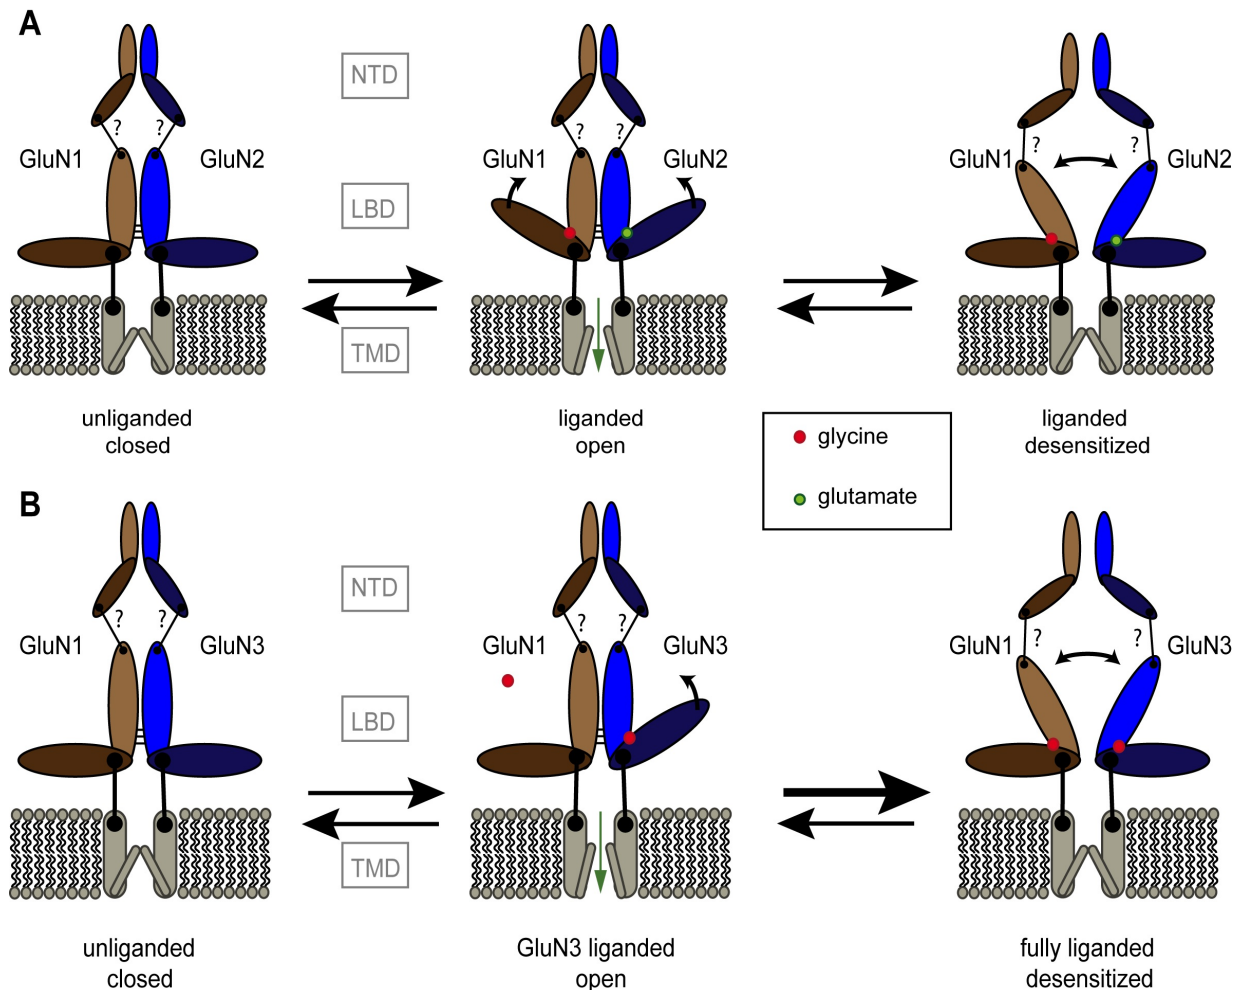 A
NTD
? ?
? ?
? ?
GluN1 GluN2
GluN1 GluN2
GluN1 GluN2
LBD
TMD
unliganded
closed
liganded
open
liganded
desensitized
glycine
glutamate
B
NTD
? ?
? ?
? ?
GluN1 GluN3
GluN1 GluN3
GluN1 GluN3
LBD
TMD
unliganded
closed
GluN3 liganded
open
fully liganded
desensitized